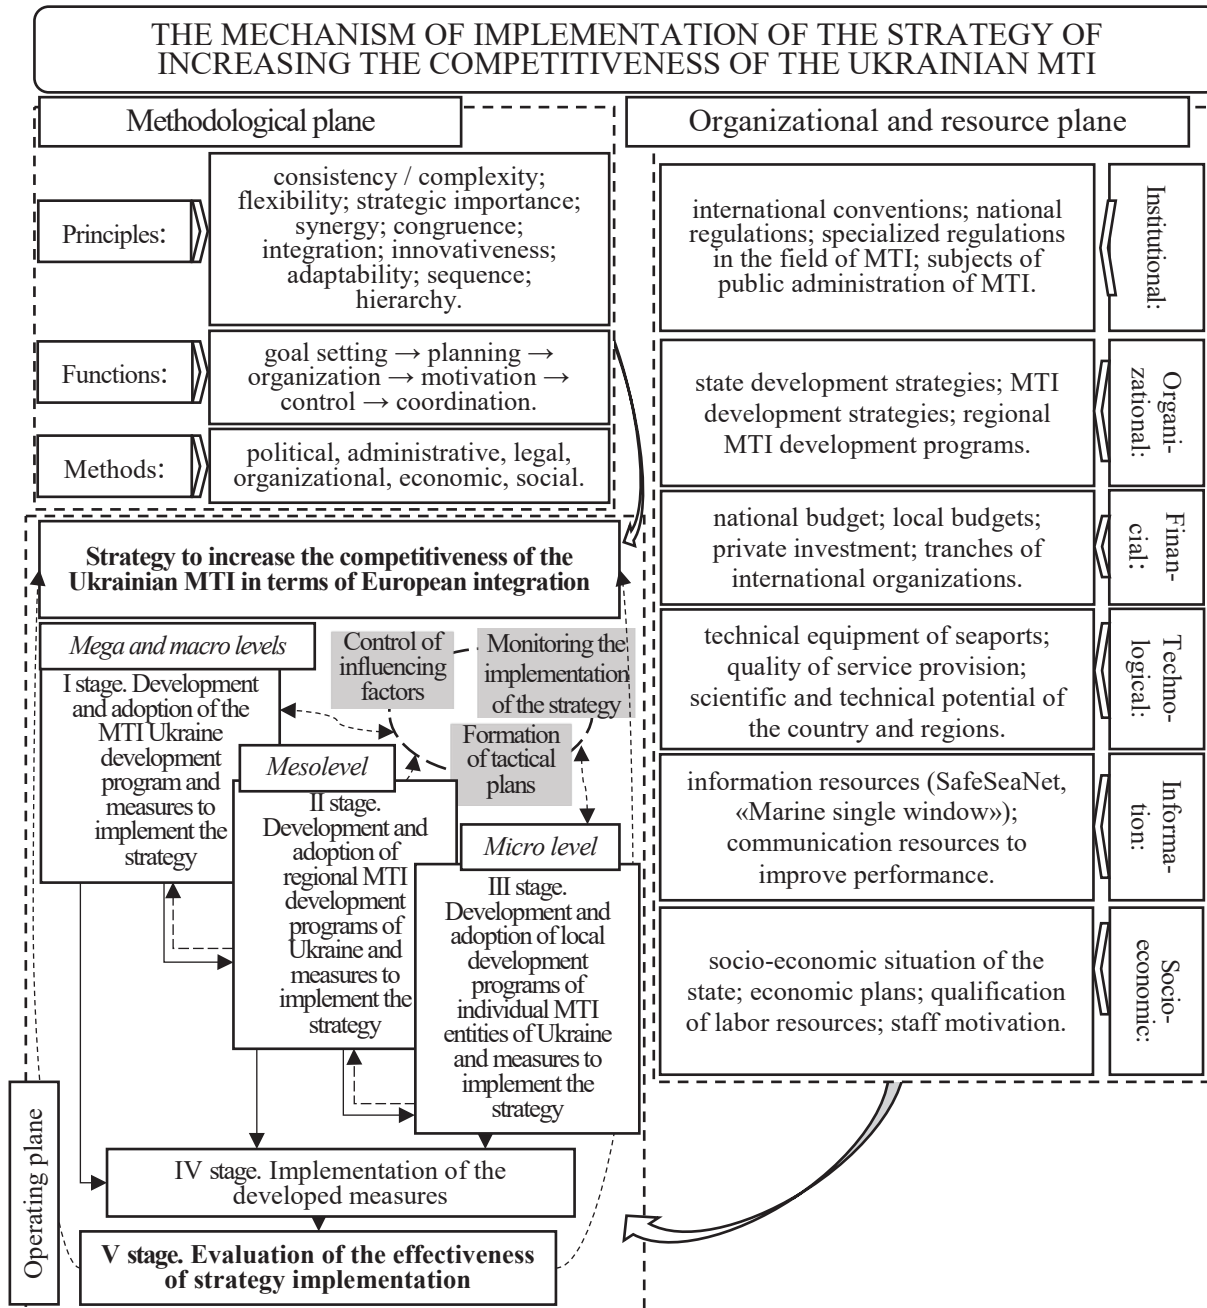 THE MECHANISM OF IMPLEMENTATION OF THE STRATEGY OF
INCREASING THE COMPETITIVENESS OF THE UKRAINIAN MTI
Methodological plane
Principles:
consistency / complexity;
flexibility; strategic importance;
synergy; congruence;
integration; innovativeness;
adaptability; sequence;
hierarchy.
Functions:
goal setting → planning →
organization → motivation →
control → coordination.
Methods:
political, administrative, legal,
organizational, economic, social.
Organizational and resource plane
international conventions; national
regulations; specialized regulations
in the field of MTI; subjects of
public administration of MTI.
Institutional:
state development strategies; MTI
development strategies; regional
MTI development programs.
Organi-
zational:
national budget; local budgets;
private investment; tranches of
international organizations.
Finan-
cial:
technical equipment of seaports;
quality of service provision;
scientific and technical potential of
the country and regions.
Techno-
logical:
information resources (SafeSeaNet,
«Marine single window»);
communication resources to
improve performance.
Informa-
tion:
socio-economic situation of the
state; economic plans; qualification
of labor resources; staff motivation.
Socio-
economic:
Strategy to increase the competitiveness of the
Ukrainian MTI in terms of European integration
Mega and macro levels
I stage. Development
and adoption of the
MTI Ukraine
development
program and
measures to
implement the
strategy
Control of
influencing
factors
Monitoring the
implementation
of the strategy
Formation
of tactical
plans
Mesolevel
II stage.
Development and
adoption of
regional MTI
development
programs of
Ukraine and
measures to
implement the
strategy
Micro level
III stage.
Development and
adoption of local
development
programs of
individual MTI
entities of Ukraine
and measures to
implement the
strategy
Operating plane
IV stage. Implementation of the
developed measures
V stage. Evaluation of the effectiveness
of strategy implementation